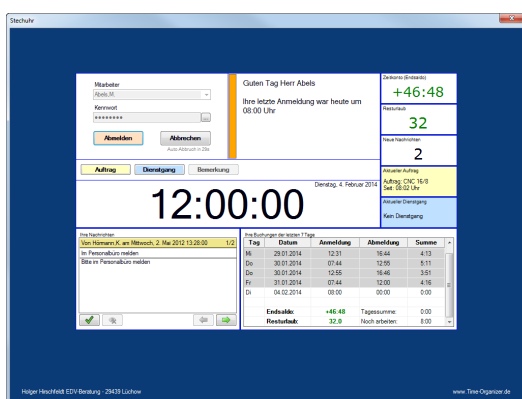 Stechuhr
Mitarbeiter
Abels,M.
Kennwort
********
...
Abmelden
Abbrechen
Auto Abbruch in 29s
Guten Tag Herr Abels
Ihre letzte Anmeldung war heute um
08:00 Uhr
Zeitkonto (Endsaldo)
+46:48
Resturlaub
32
Neue Nachrichten
2
Auftrag
Dienstgang
Bemerkung
Aktueller Auftrag
Auftrag: CNC 16/8
Seit: 08:02 Uhr
Dienstag, 4. Februar 2014
12:00:00
Aktueller Dienstgang
Kein Dienstgang
Ihre Nachrichten
Von Hörmann,K. am Mittwoch, 2. Mai 2012 13:28:00 1/2
Im Personalbüro melden
Bitte im Personalbüro melden
Ihre Buchungen der letzten 7 Tage
Tag Datum Anmeldung Abmeldung Summe
Mi 29.01.2014 12:31 16:44 4:13
Do 30.01.2014 07:44 12:55 5:11
Do 30.01.2014 12:55 16:46 3:51
Fr 31.01.2014 07:44 12:00 4:16
Di 04.02.2014 08:00 00:00 0:00
Endsaldo: +46:48 Tagessumme: 0:00
Resturlaub: 32,0 Noch arbeiten: 8:00
Holger Hirschfeldt EDV-Beratung - 29439 Lüchow
www.Time-Organizer.de